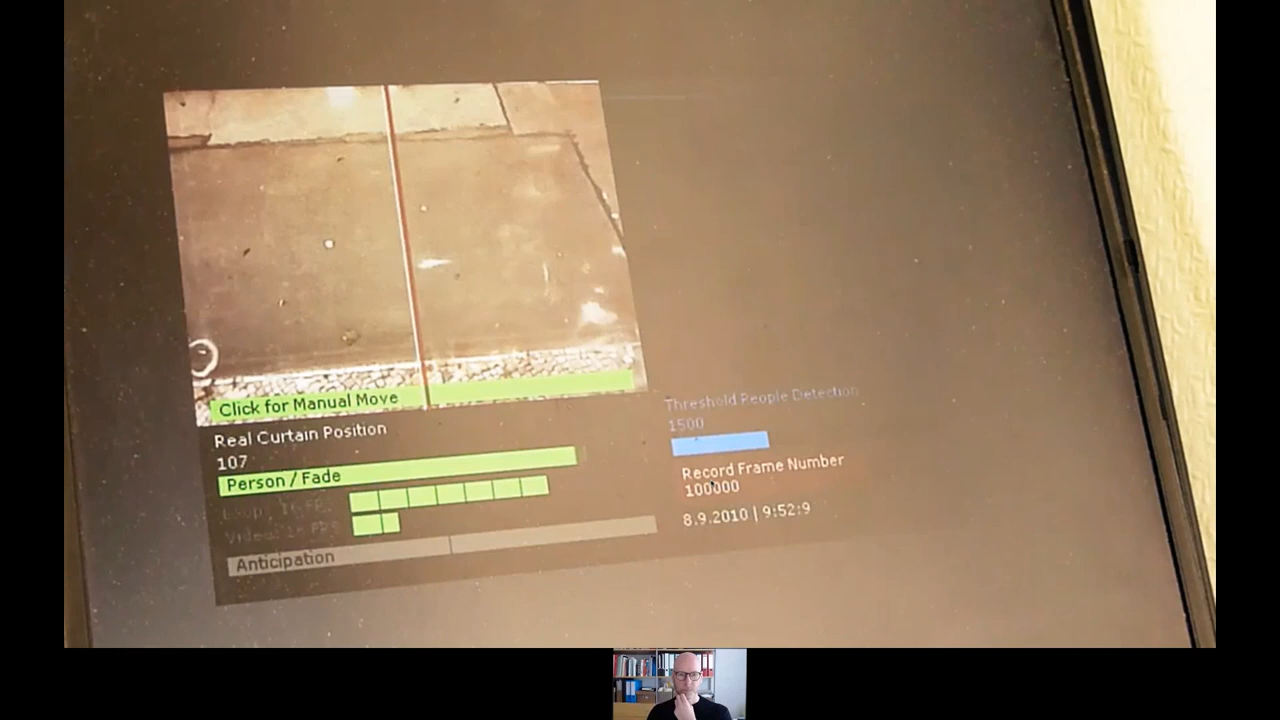 Click for Manual Move
Real Curtain Position
107
Person / Fade
Anticipation
Threshold People Detection
1500
Record Frame Number
100000
8.9.2010 | 9:52:9